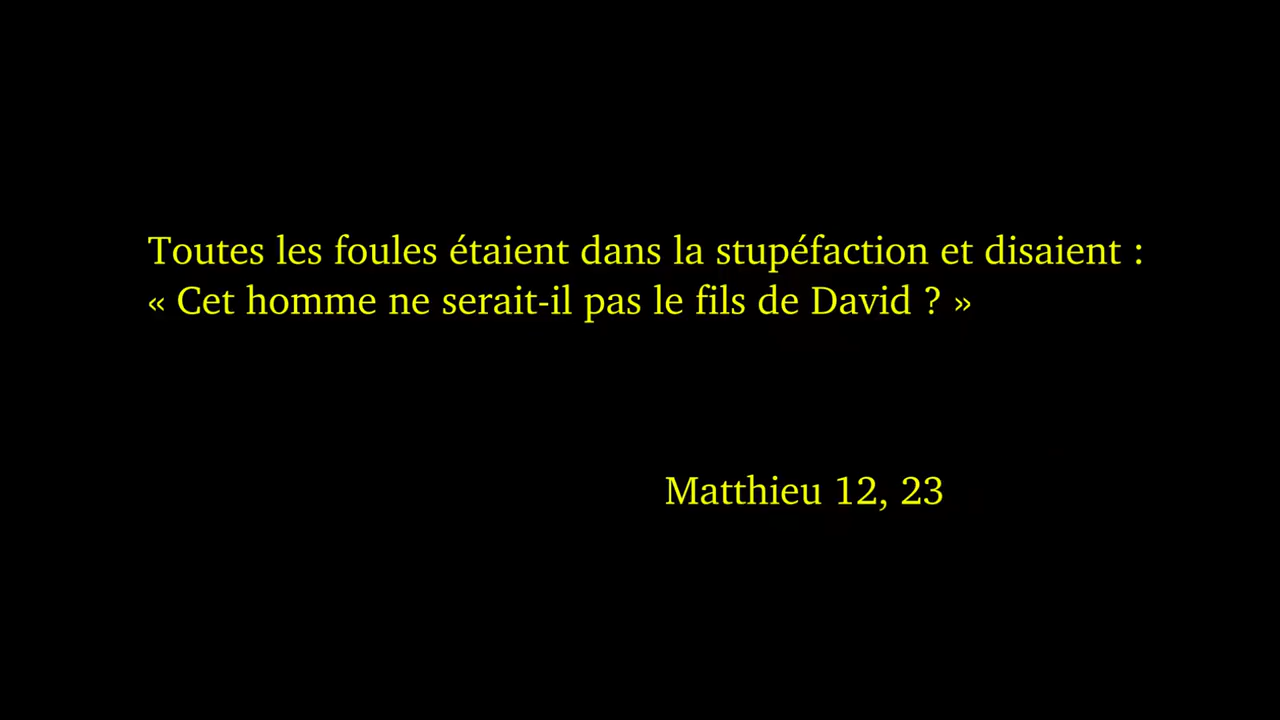 Toutes les foules étaient dans la stupéfaction et disaient :
« Cet homme ne serait-il pas le fils de David ? »
Matthieu 12, 23